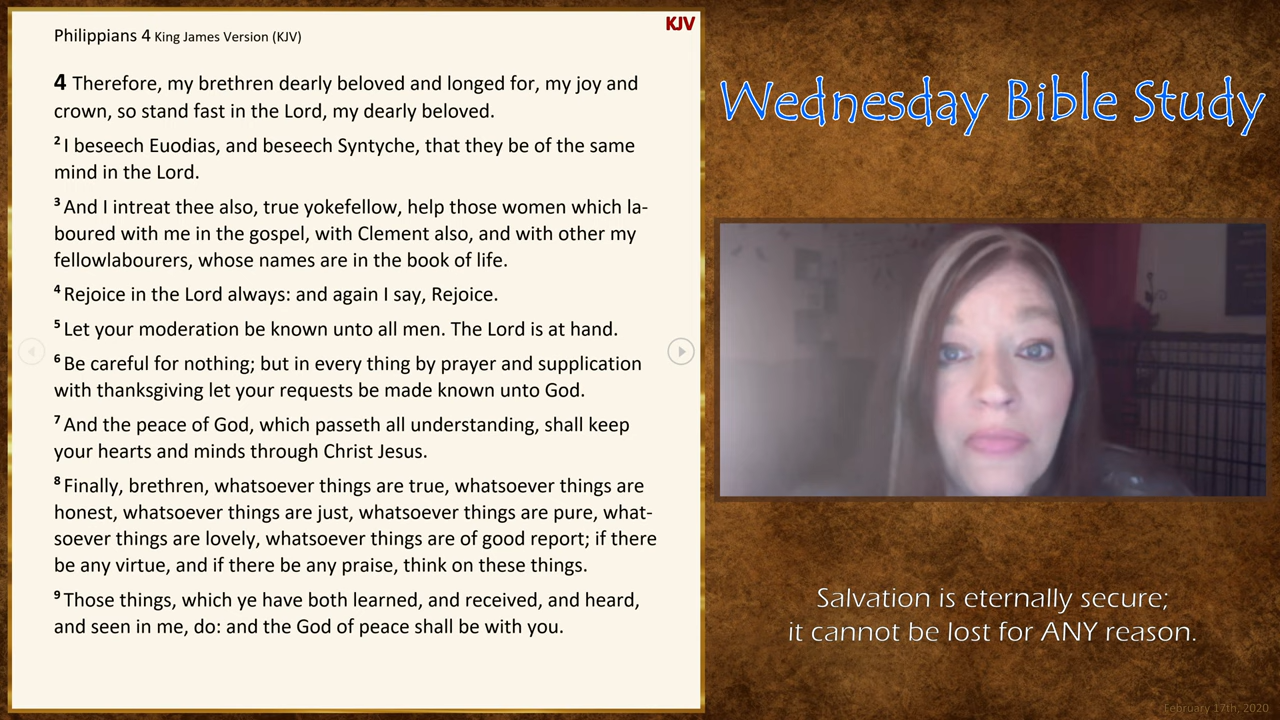 KJV
Philippians 4 King James Version (KJV)
4 Therefore, my brethren dearly beloved and longed for, my joy and
crown, so stand fast in the Lord, my dearly beloved.
2 I beseech Euodias, and beseech Syntyche, that they be of the same
mind in the Lord.
3 And I intreat thee also, true yokefellow, help those women which la-
boured with me in the gospel, with Clement also, and with other my
fellowlabourers, whose names are in the book of life.
4 Rejoice in the Lord always: and again I say, Rejoice.
5 Let your moderation be known unto all men. The Lord is at hand.
6 Be careful for nothing; but in every thing by prayer and supplication
with thanksgiving let your requests be made known unto God.
7 And the peace of God, which passeth all understanding, shall keep
your hearts and minds through Christ Jesus.
8 Finally, brethren, whatsoever things are true, whatsoever things are
honest, whatsoever things are just, whatsoever things are pure, what-
soever things are lovely, whatsoever things are of good report; if there
be any virtue, and if there be any praise, think on these things.
9 Those things, which ye have both learned, and received, and heard,
and seen in me, do: and the God of peace shall be with you.
Wednesday Bible Study
Salvation is eternally secure;
it cannot be lost for ANY reason.
February 17th, 2020